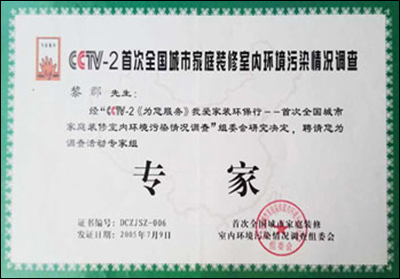 CCTV-2首次全国城市家庭装修室内环境污染情况调查
先生:
经“CCTV-2《为您服务》我爱家装环保行——首次全国城市
家庭装修室内环境污染情况调查”组委会研究决定,聘请您为
调查活动专家组
专 家
证书编号:DCZJSZ-006
发证日期:2005年7月9日
首次全国城市家庭装修
室内环境污染情况调查组委会
组委会